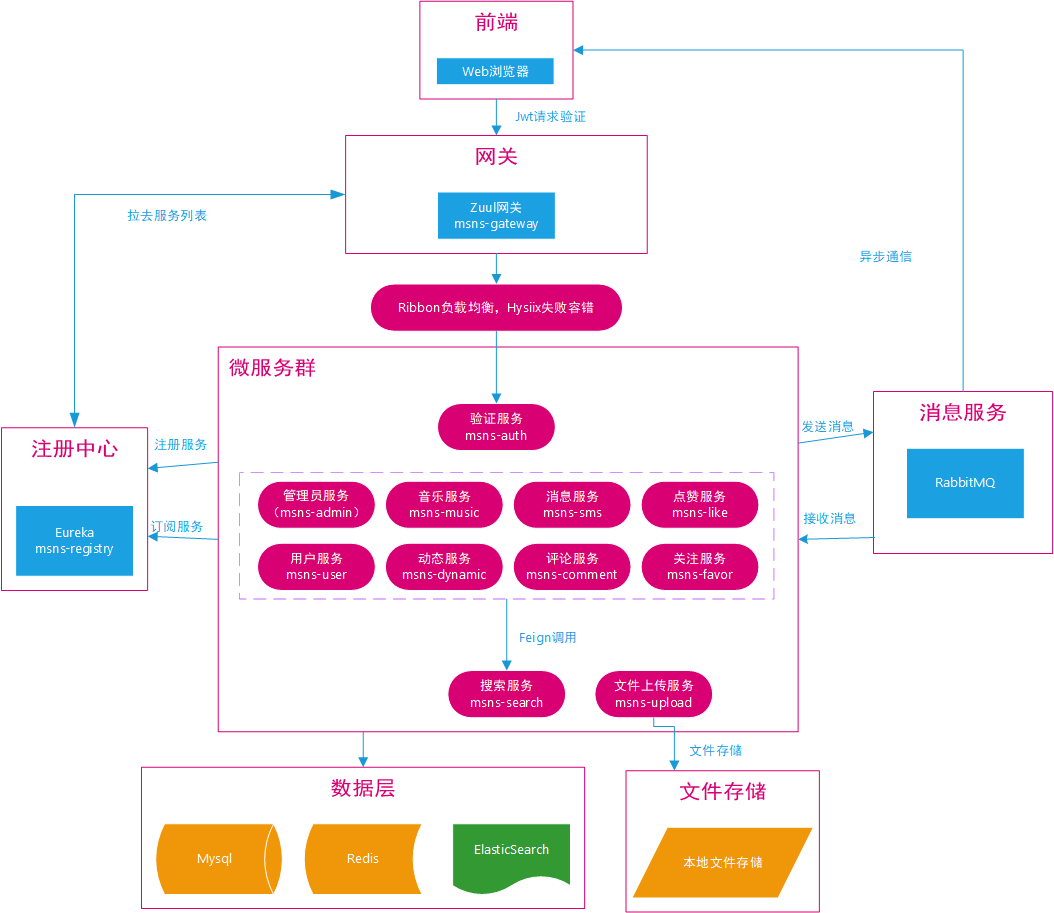 前端
Web浏览器
Jwt请求验证
网关
Zuul网关
msns-gateway
拉去服务列表
异步通信
Ribbon负载均衡，Hysiix失败容错
微服务群
验证服务
msns-auth
注册中心
Eureka
msns-registry
注册服务
订阅服务
管理员服务
（msns-admin）
音乐服务
msns-music
消息服务
msns-sms
点赞服务
msns-like
用户服务
msns-user
动态服务
msns-dynamic
评论服务
msns-comment
关注服务
msns-favor
发送消息
接收消息
消息服务
RabbitMQ
Feign调用
搜索服务
msns-search
文件上传服务
msns-upload
文件存储
数据层
Mysql
Redis
ElasticSearch
文件存储
本地文件存储